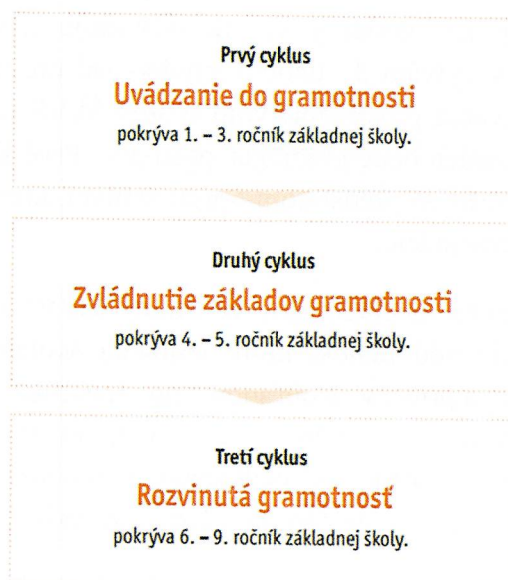 Prvý cyklus
Uvádzanie do gramotnosti
pokrýva 1. – 3. ročník základnej školy.
Druhý cyklus
Zvládnutie základov gramotnosti
pokrýva 4. – 5. ročník základnej školy.
Tretí cyklus
Rozvinutá gramotnosť
pokrýva 6. – 9. ročník základnej školy.